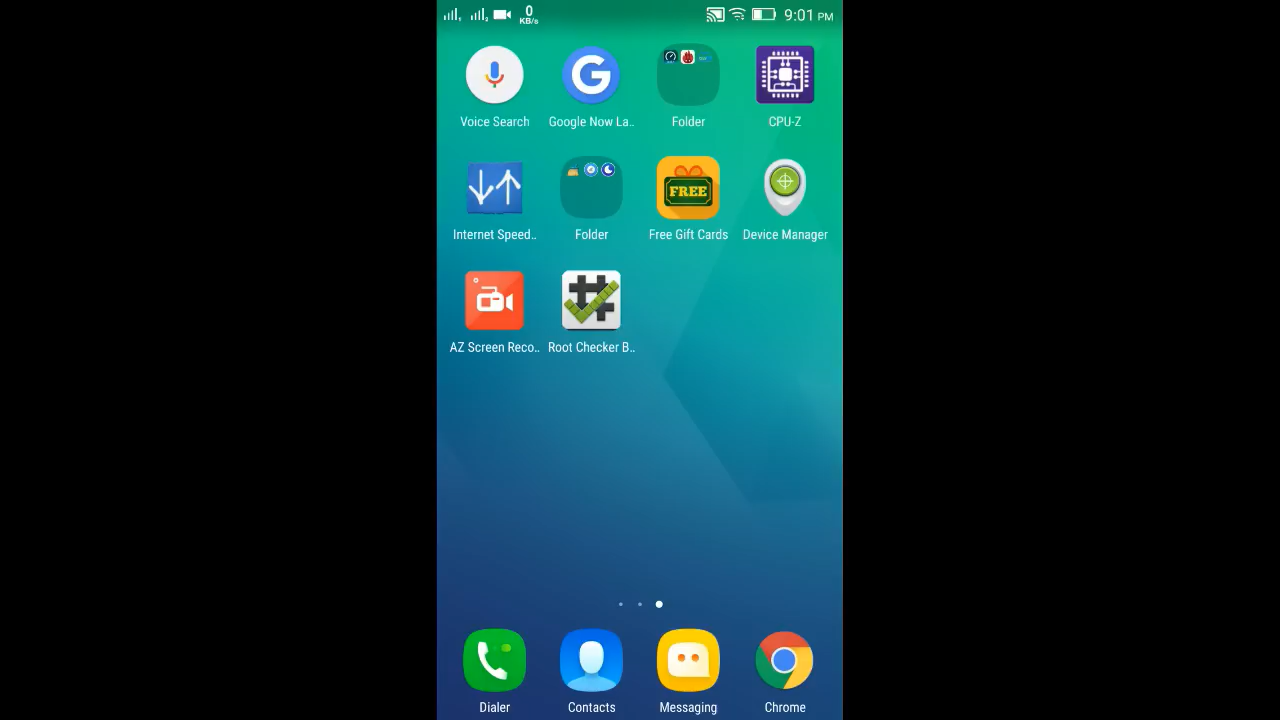 0 KB/s 9:01 PM
Voice Search Google Now La.. Folder CPU-Z
FREE
Internet Speed.. Folder Free Gift Cards Device Manager
AZ Screen Reco.. Root Checker B..
Dialer Contacts Messaging Chrome